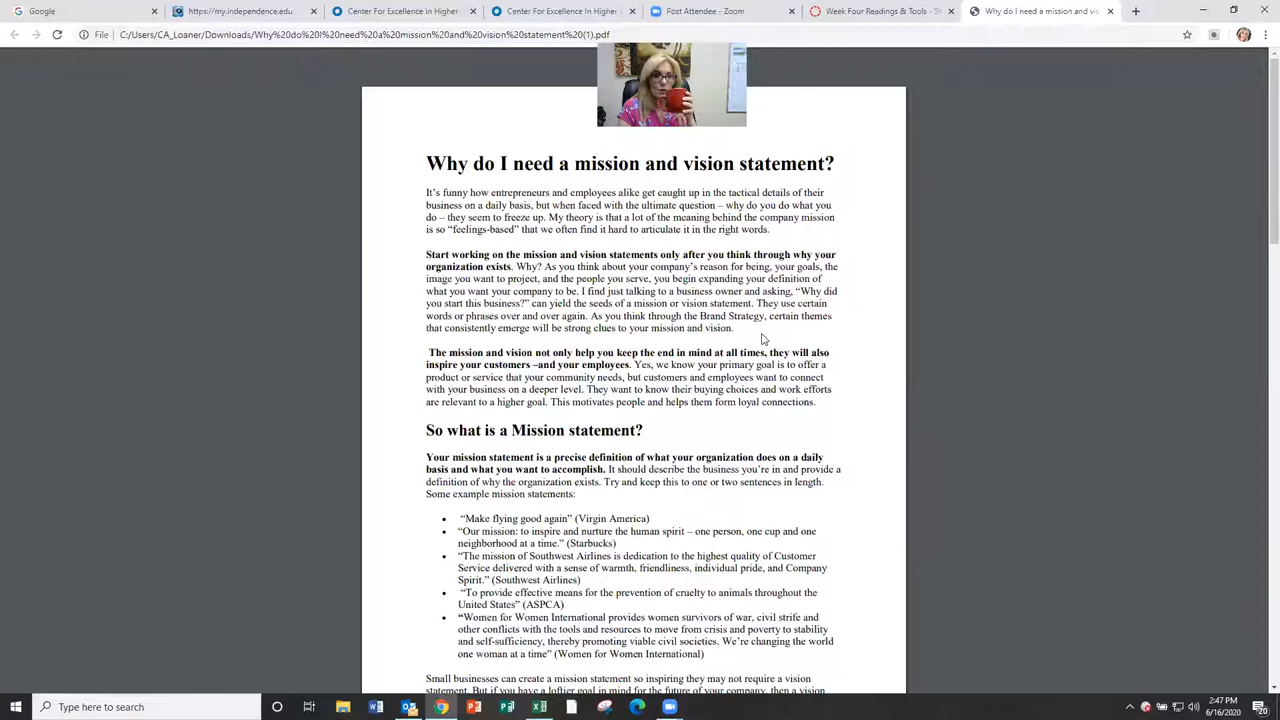 Google
https://my.independence.edu
Center For Excellence In Higher
Center For Excellence In Higher
Post Attendee - Zoom
Week Four Readings & Tools - St
Why do I need a mission and vis
File | C:/Users/CA_Loaner/Downloads/Why%20do%20I%20need%20a%20mission%20and%20vision%20statement%20(1).pdf
Why do I need a mission and vision statement?
It’s funny how entrepreneurs and employees alike get caught up in the tactical details of their
business on a daily basis, but when faced with the ultimate question – why do you do what you
do – they seem to freeze up. My theory is that a lot of the meaning behind the company mission
is so “feelings-based” that we often find it hard to articulate it in the right words.
Start working on the mission and vision statements only after you think through why your
organization exists. Why? As you think about your company’s reason for being, your goals, the
image you want to project, and the people you serve, you begin expanding your definition of
what you want your company to be. I find just talking to a business owner and asking, “Why did
you start this business?” can yield the seeds of a mission or vision statement. They use certain
words or phrases over and over again. As you think through the Brand Strategy, certain themes
that consistently emerge will be strong clues to your mission and vision.
The mission and vision not only help you keep the end in mind at all times, they will also
inspire your customers –and your employees. Yes, we know your primary goal is to offer a
product or service that your community needs, but customers and employees want to connect
with your business on a deeper level. They want to know their buying choices and work efforts
are relevant to a higher goal. This motivates people and helps them form loyal connections.
So what is a Mission statement?
Your mission statement is a precise definition of what your organization does on a daily
basis and what you want to accomplish. It should describe the business you’re in and provide a
definition of why the organization exists. Try and keep this to one or two sentences in length.
Some example mission statements:
• “Make flying good again” (Virgin America)
• “Our mission: to inspire and nurture the human spirit – one person, one cup and one
neighborhood at a time.” (Starbucks)
• “The mission of Southwest Airlines is dedication to the highest quality of Customer
Service delivered with a sense of warmth, friendliness, individual pride, and Company
Spirit.” (Southwest Airlines)
• “To provide effective means for the prevention of cruelty to animals throughout the
United States” (ASPCA)
• “Women for Women International provides women survivors of war, civil strife and
other conflicts with the tools and resources to move from crisis and poverty to stability
and self-sufficiency, thereby promoting viable civil societies. We’re changing the world
one woman at a time” (Women for Women International)
Small businesses can create a mission statement so inspiring they may not require a vision
statement. But if you have a loftier goal in mind for the future of your company, then a vision
Type here to search
2:47 PM
6/16/2020
20